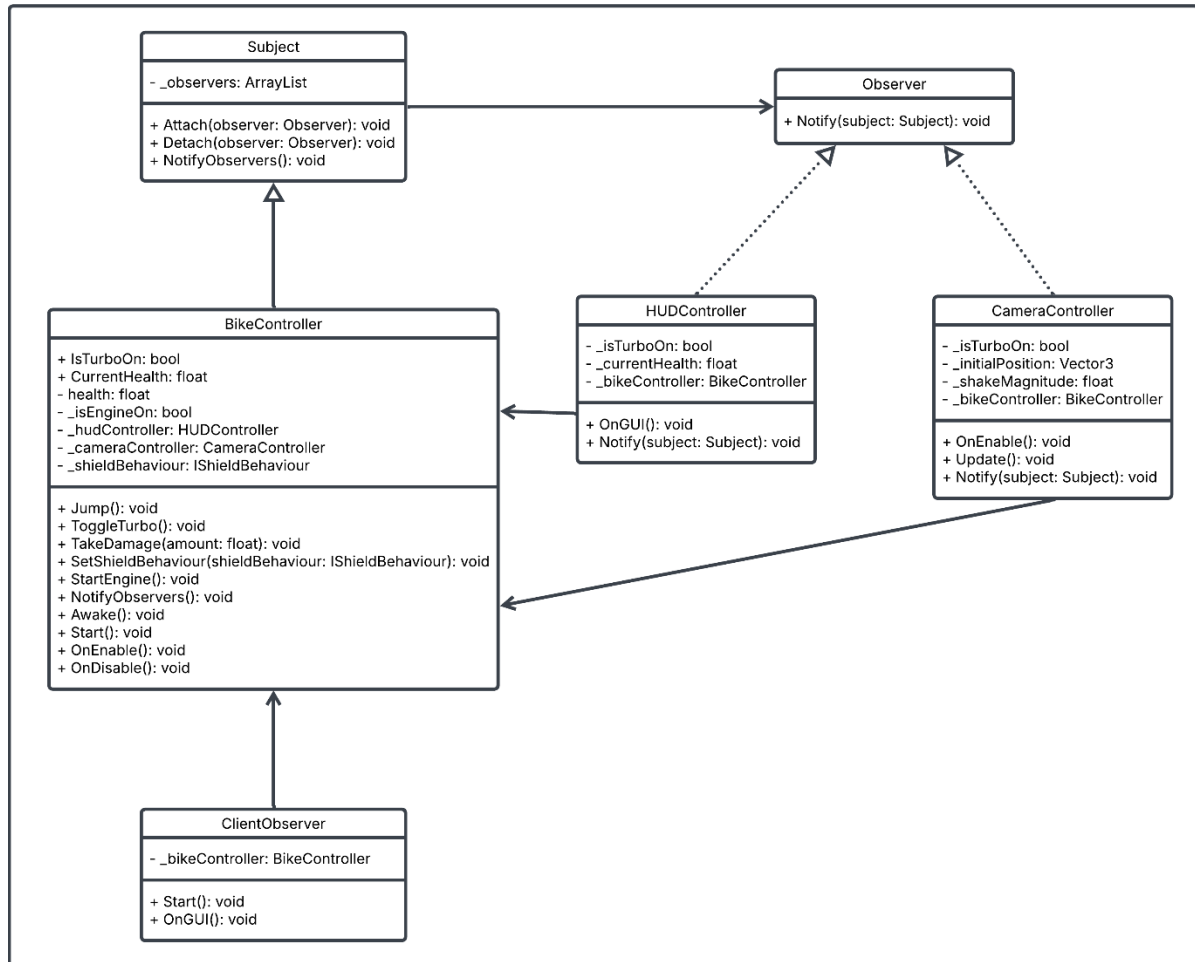 Subject
- _observers: ArrayList
+ Attach(observer: Observer): void
+ Detach(observer: Observer): void
+ NotifyObservers(): void
Observer
+ Notify(subject: Subject): void
BikeController
+ IsTurboOn: bool
+ CurrentHealth: float
- health: float
- _isEngineOn: bool
- _hudController: HUDController
- _cameraController: CameraController
- _shieldBehaviour: IShieldBehaviour
+ Jump(): void
+ ToggleTurbo(): void
+ TakeDamage(amount: float): void
+ SetShieldBehaviour(shieldBehaviour: IShieldBehaviour): void
+ StartEngine(): void
+ NotifyObservers(): void
+ Awake(): void
+ Start(): void
+ OnEnable(): void
+ OnDisable(): void
HUDController
- _isTurboOn: bool
- _currentHealth: float
- _bikeController: BikeController
+ OnGUI(): void
+ Notify(subject: Subject): void
CameraController
- _isTurboOn: bool
- _initialPosition: Vector3
- _shakeMagnitude: float
- _bikeController: BikeController
+ OnEnable(): void
+ Update(): void
+ Notify(subject: Subject): void
ClientObserver
- _bikeController: BikeController
+ Start(): void
+ OnGUI(): void